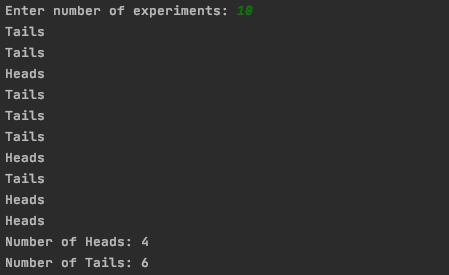 Enter number of experiments: 10
Tails
Tails
Heads
Tails
Tails
Tails
Heads
Tails
Heads
Heads
Number of Heads: 4
Number of Tails: 6